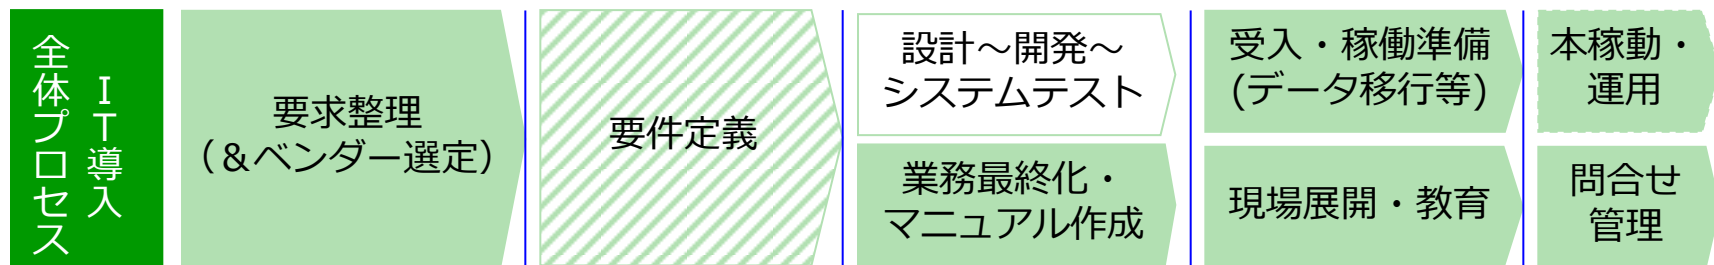 ＩＴ導入
全体プロセス
要求整理
（＆ベンダー選定）
要件定義
設計～開発～
システムテスト
業務最終化・
マニュアル作成
受入・稼働準備
(データ移行等)
現場展開・教育
本稼動・
運用
問合せ
管理